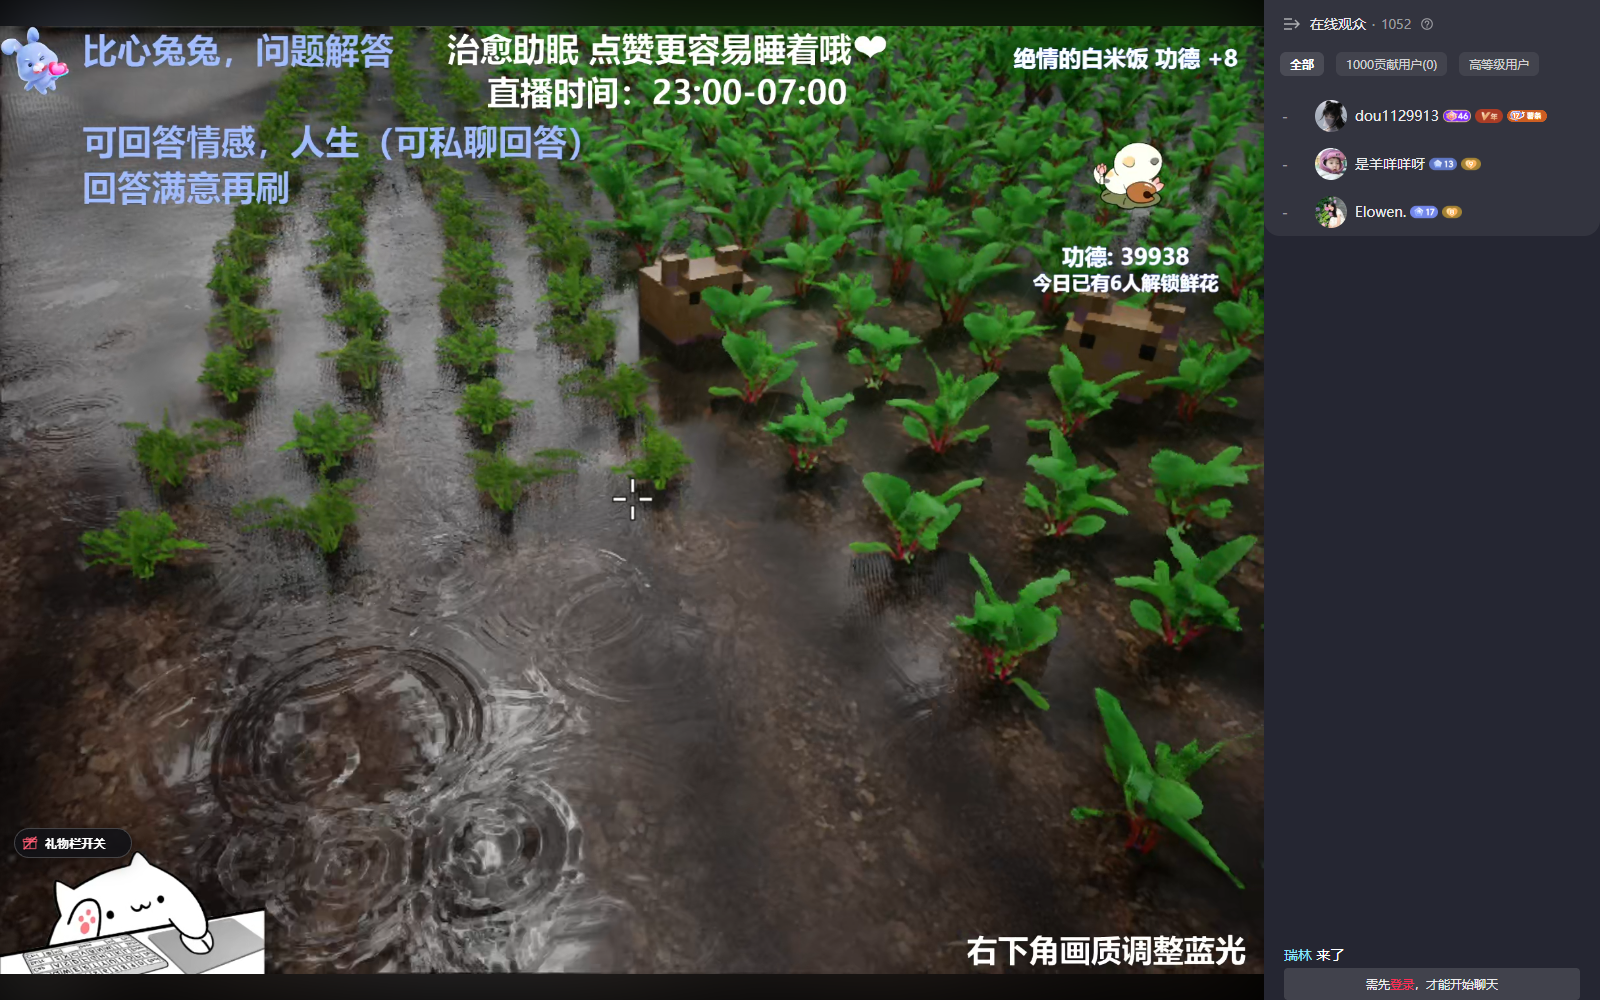 比心兔兔，问题解答
治愈助眠 点赞更容易睡着哦❤
直播时间：23:00-07:00
绝情的白米饭 功德 +8
可回答情感，人生（可私聊回答）
回答满意再刷
功德: 39938
今日已有6人解锁鲜花
礼物栏开关
右下角画质调整蓝光
在线观众 · 1052
全部
1000贡献用户(0)
高等级用户
- dou1129913 46 V年
- 是羊咩咩呀 13
- Elowen. 17
瑞林 来了
需先登录，才能开始聊天